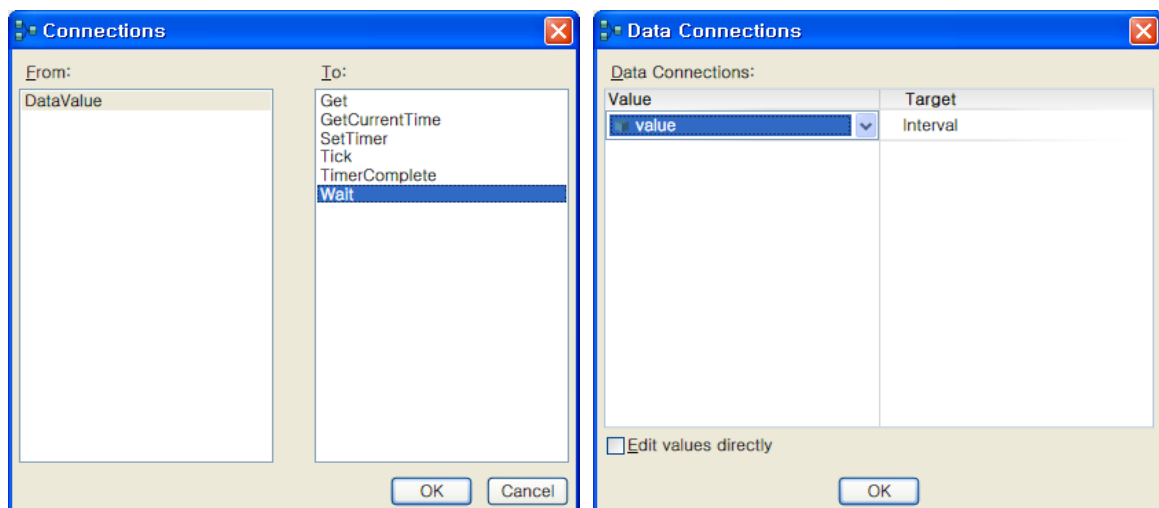 Connections
From:
To:
DataValue
Get
GetCurrentTime
SetTimer
Tick
TimerComplete
Wait
OK
Cancel
Data Connections
Data Connections:
Value
Target
value
Interval
Edit values directly
OK